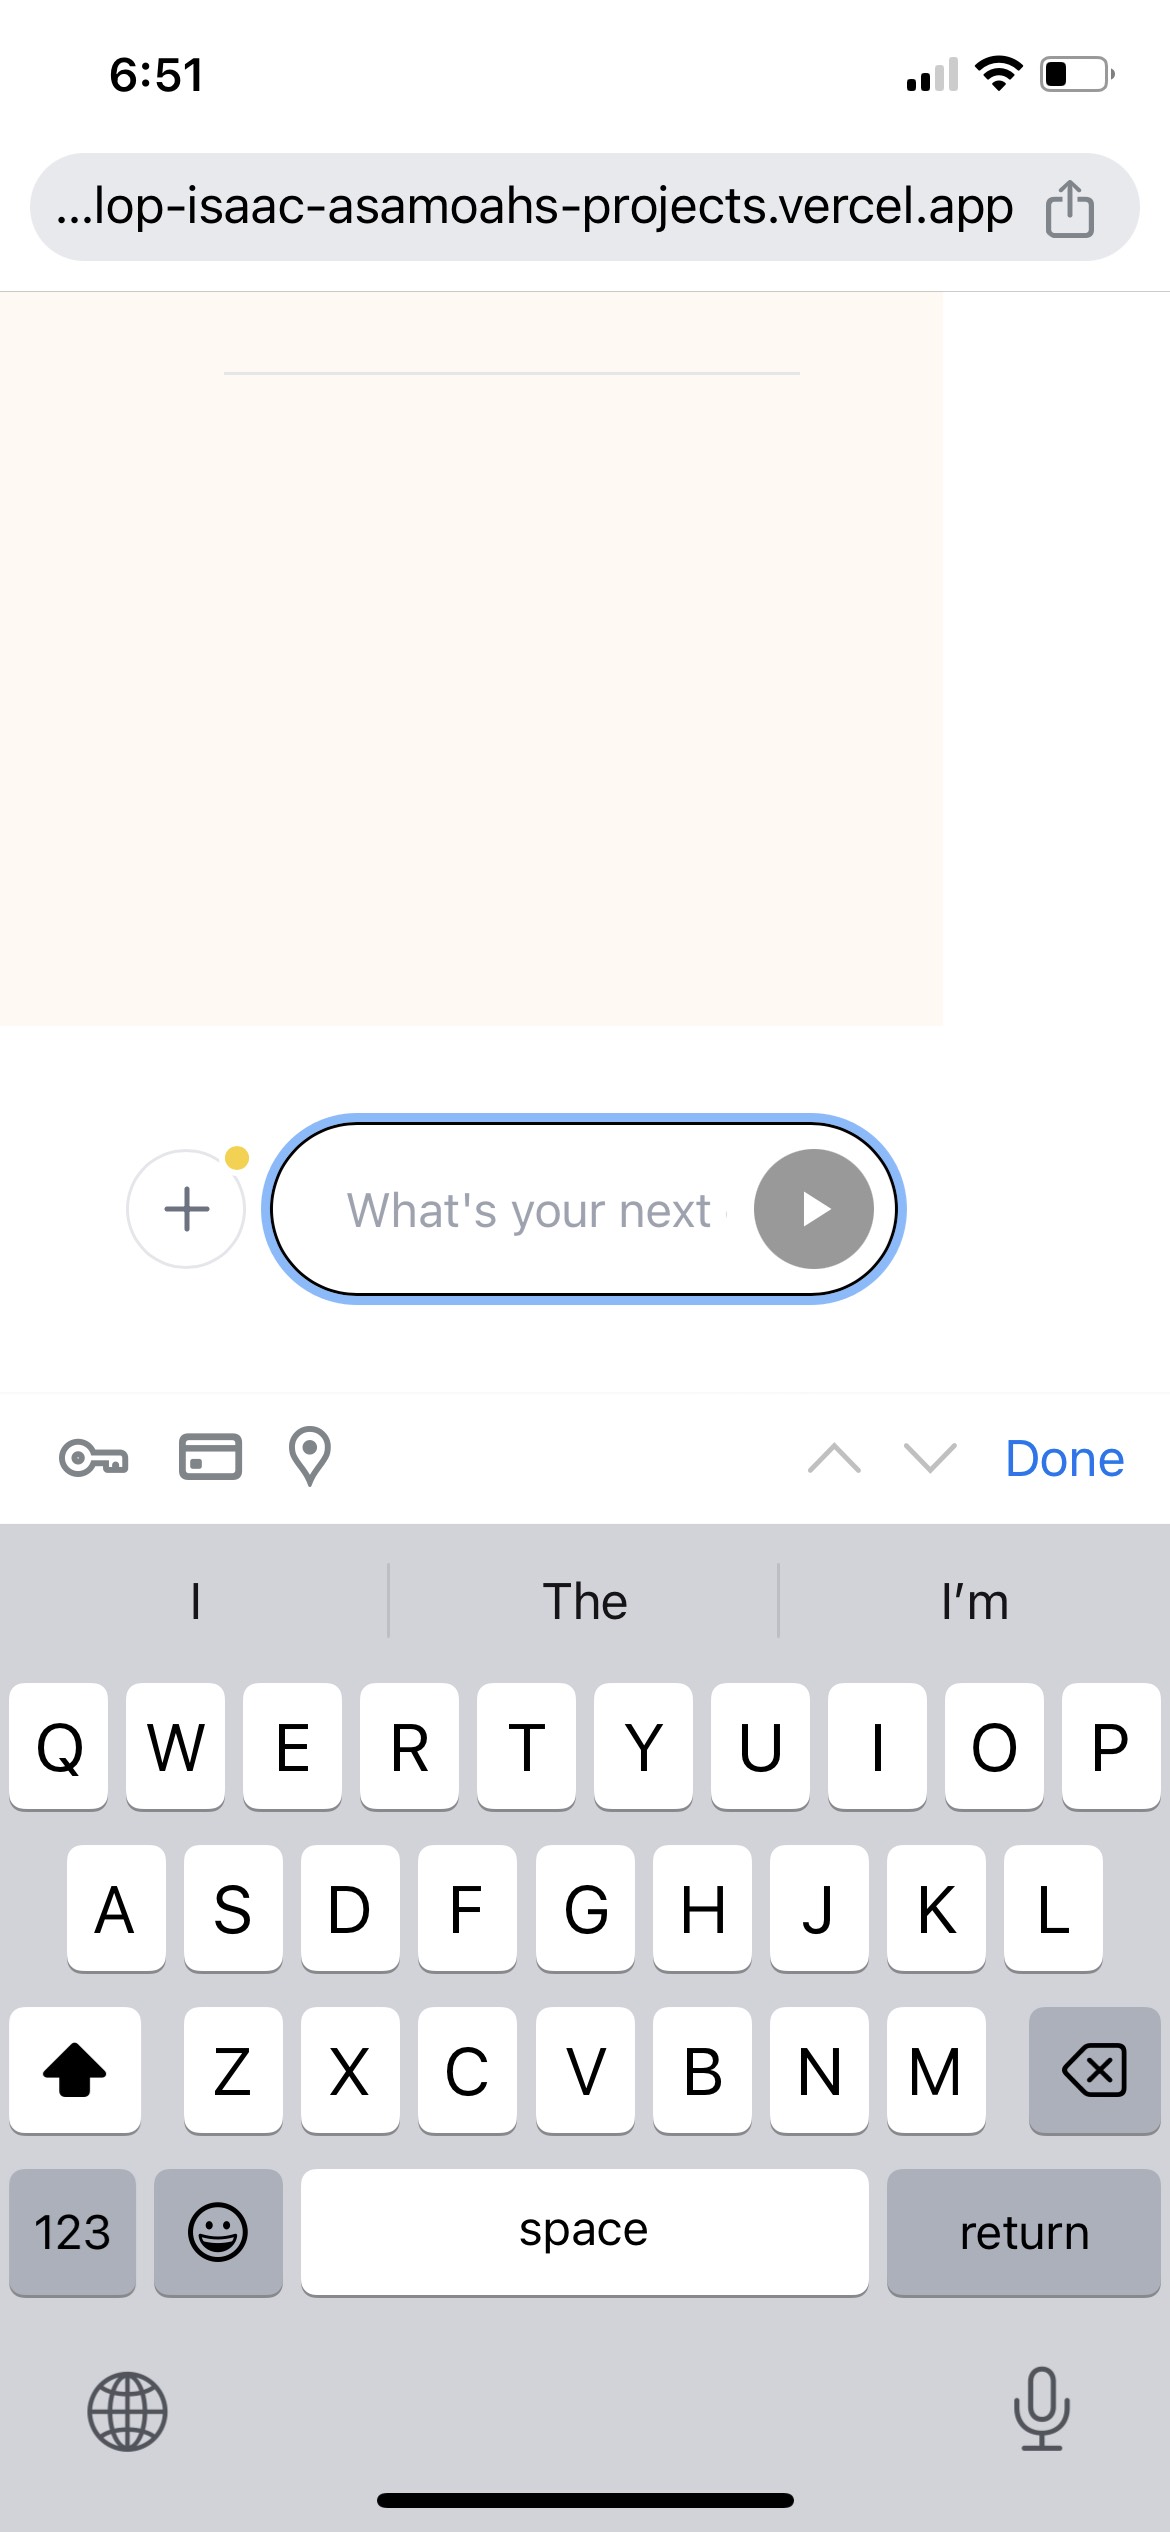 6:51
...lop-isaac-asamoahs-projects.vercel.app
What's your next
Done
I The I’m
Q W E R T Y U I O P
A S D F G H J K L
Z X C V B N M
123 space return